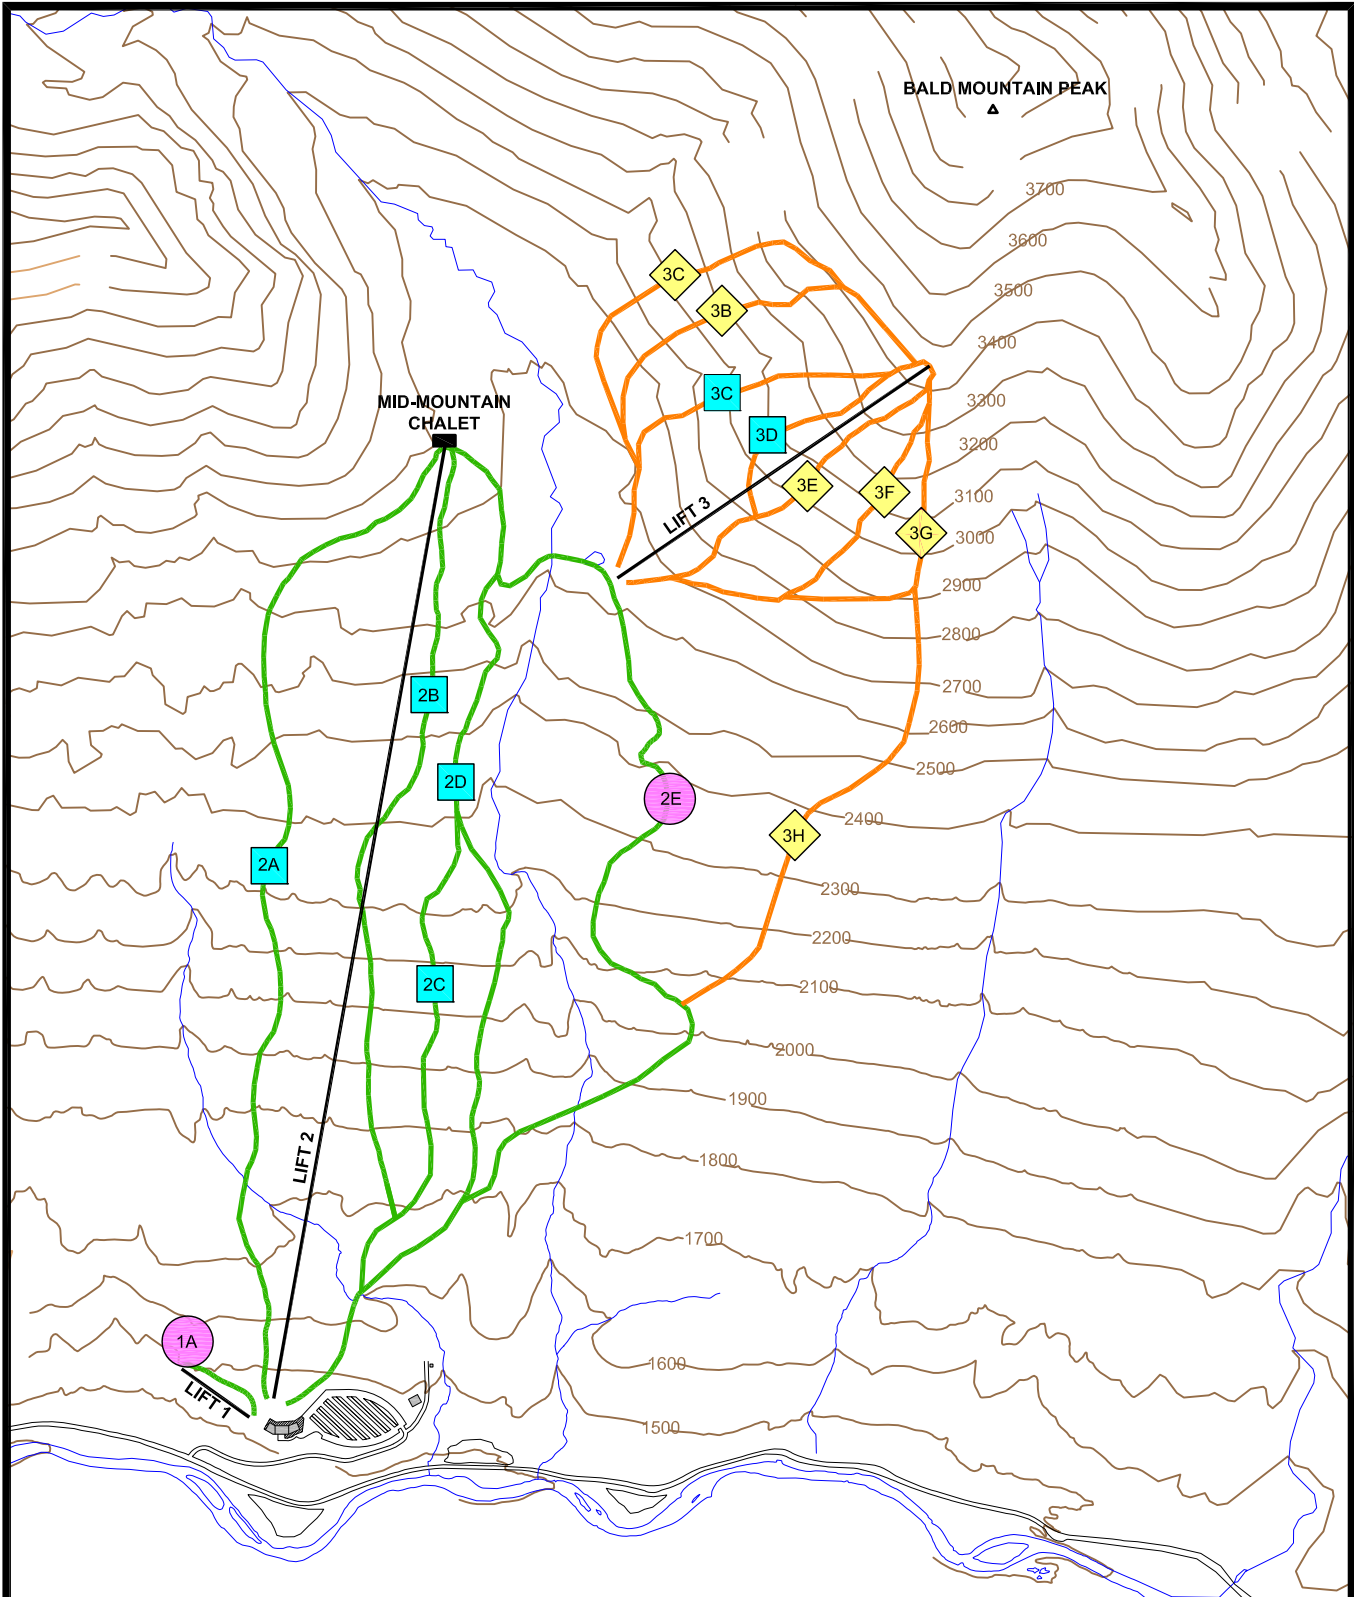 BALD MOUNTAIN PEAK
3700
3600
3C
3500
3B
3400
3C
MID-MOUNTAIN
CHALET
3300
3D
3200
3E
3F
3100
LIFT 3
3G
3000
2900
2800
2700
2B
2600
2500
2D
2E
2400
3H
2A
2300
2200
2C
2100
2000
1900
LIFT 2
1800
1700
1A
1600
LIFT 1
1500